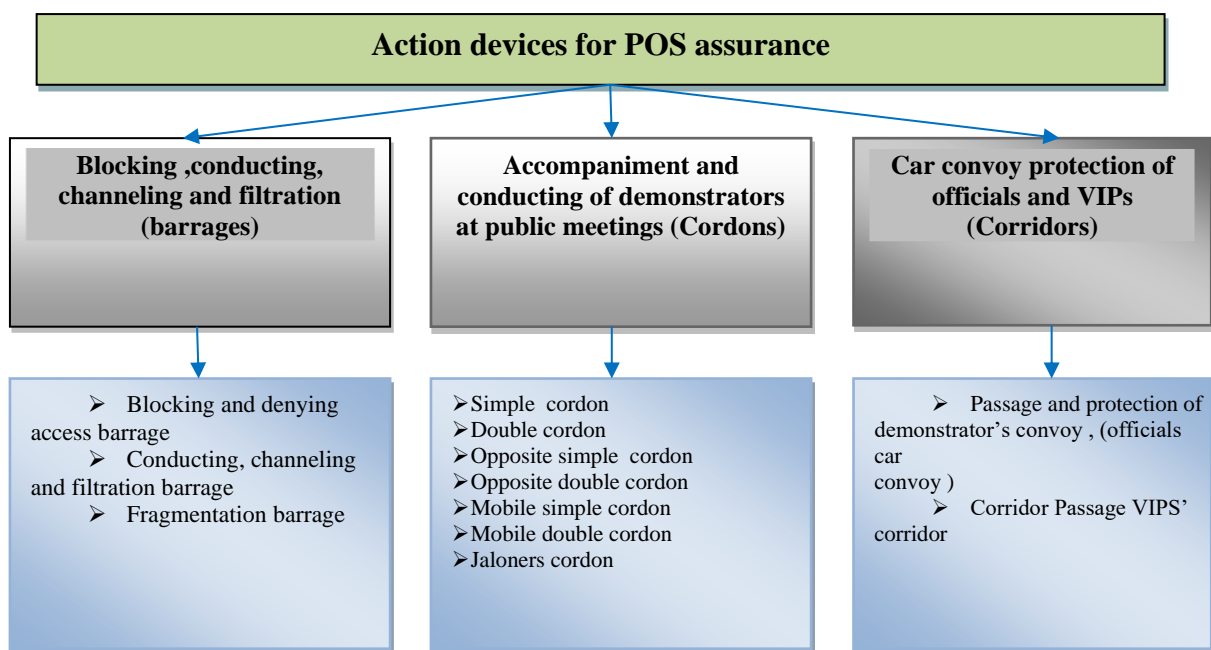 Action devices for POS assurance
Blocking ,conducting,
channeling and filtration
(barrages)
Accompaniment and
conducting of demonstrators
at public meetings (Cordons)
Car convoy protection of
officials and VIPs
(Corridors)
➢ Blocking and denying
access barrage
➢ Conducting, channeling
and filtration barrage
➢ Fragmentation barrage
➢Simple cordon
➢Double cordon
➢Opposite simple cordon
➢Opposite double cordon
➢Mobile simple cordon
➢Mobile double cordon
➢Jaloners cordon
➢ Passage and protection of
demonstrator’s convoy , (officials
car
convoy )
➢ Corridor Passage VIPS’
corridor